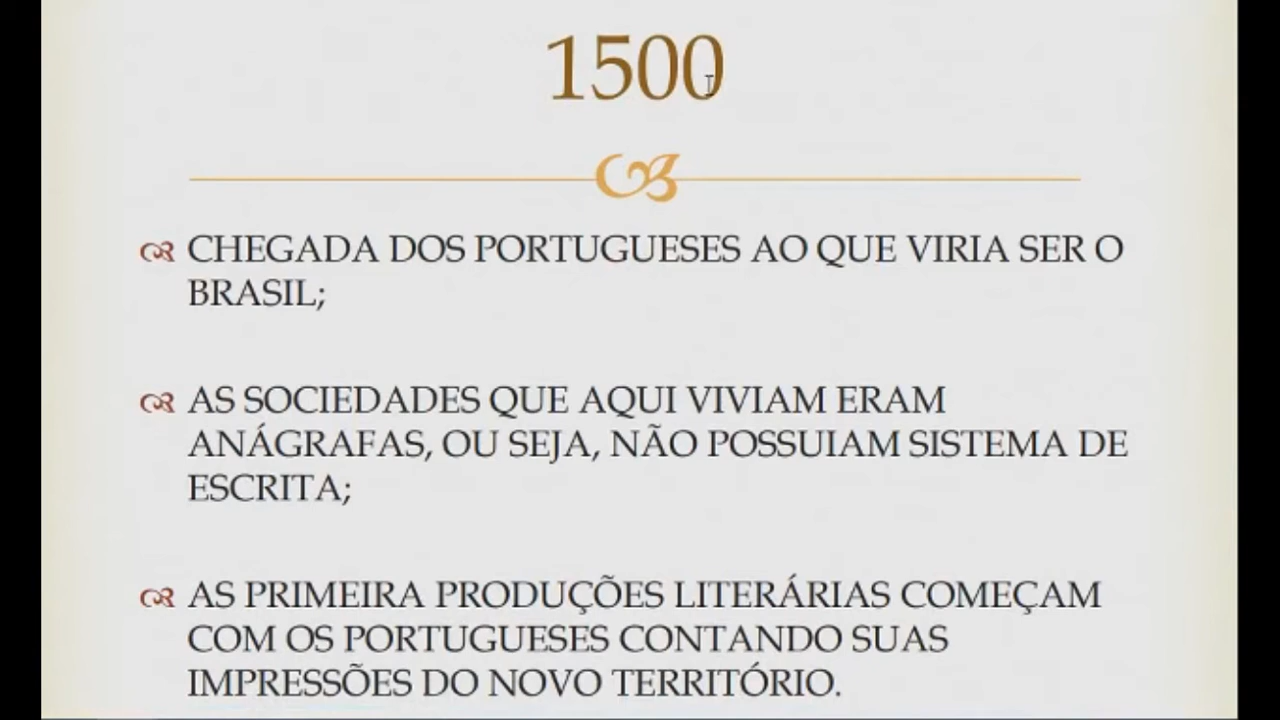 1500
CHEGADA DOS PORTUGUESES AO QUE VIRIA SER O
BRASIL;
AS SOCIEDADES QUE AQUI VIVIAM ERAM
ANÁGRAFAS, OU SEJA, NÃO POSSUIAM SISTEMA DE
ESCRITA;
AS PRIMEIRA PRODUÇÕES LITERÁRIAS COMEÇAM
COM OS PORTUGUESES CONTANDO SUAS
IMPRESSÕES DO NOVO TERRITÓRIO.